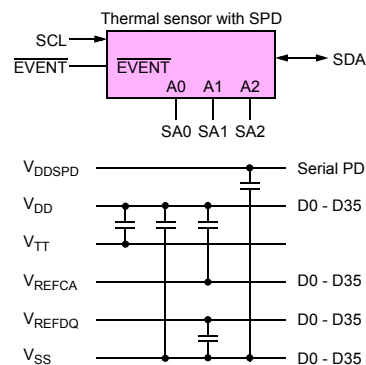 Thermal sensor with SPD
SCL
EVENT EVENT SDA
A0 A1 A2
SA0 SA1 SA2
VDDSPD Serial PD
VDD D0 - D35
VTT
VREFCA D0 - D35
VREFDQ D0 - D35
VSS D0 - D35